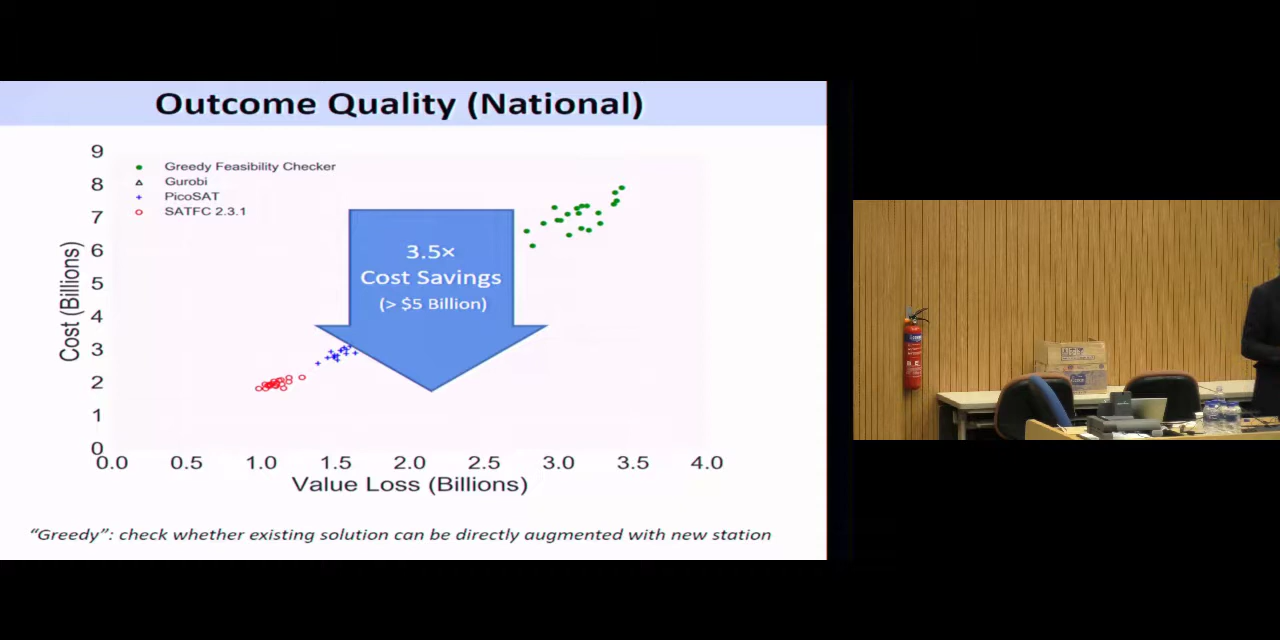 Outcome Quality (National)
9
8
7
6
5
4
3
2
1
0
Cost (Billions)
Greedy Feasibility Checker
Gurobi
PicoSAT
SATFC 2.3.1
3.5×
Cost Savings
(> $5 Billion)
0.0 0.5 1.0 1.5 2.0 2.5 3.0 3.5 4.0
Value Loss (Billions)
“Greedy”: check whether existing solution can be directly augmented with new station